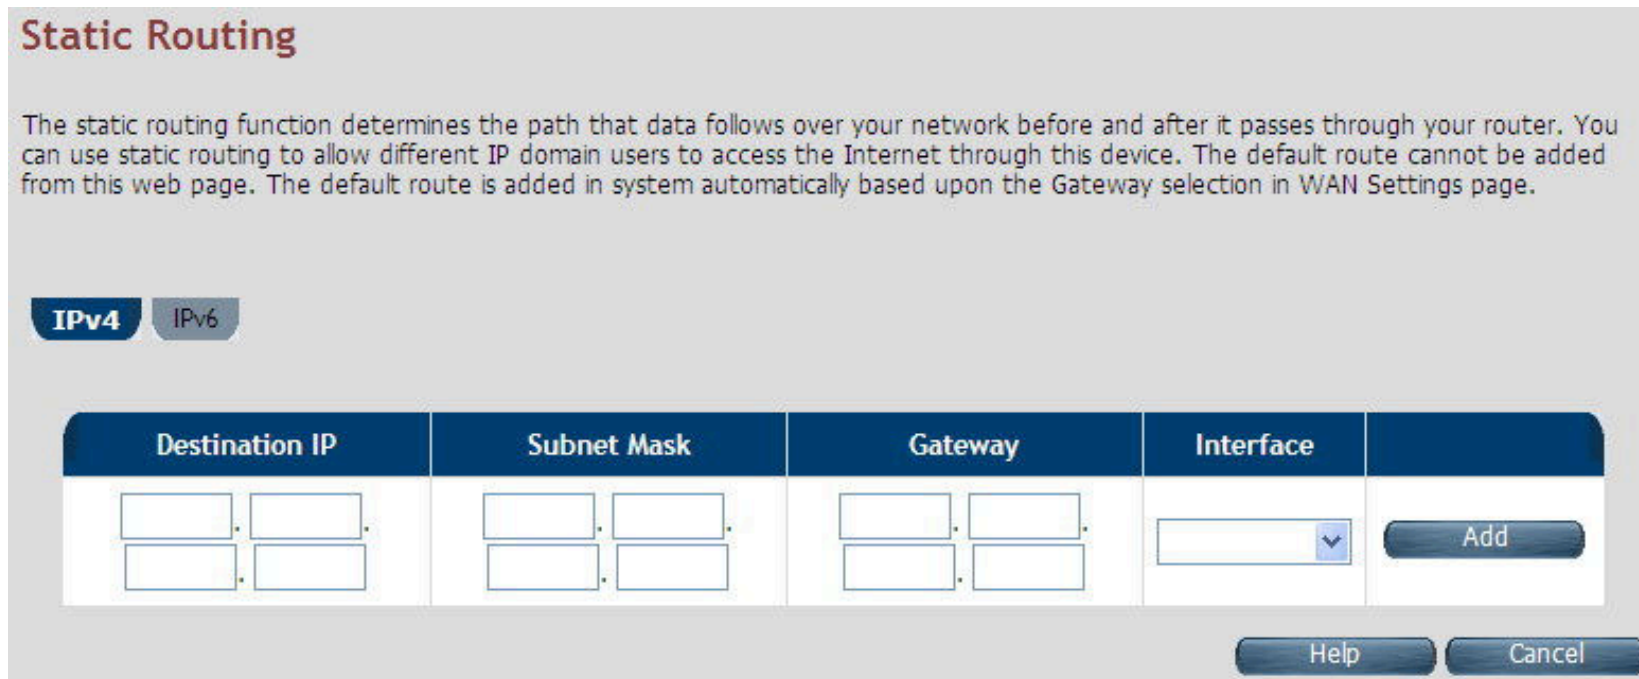 Static Routing
The static routing function determines the path that data follows over your network before and after it passes through your router. You
can use static routing to allow different IP domain users to access the Internet through this device. The default route cannot be added
from this web page. The default route is added in system automatically based upon the Gateway selection in WAN Settings page.
IPv4 IPv6
Destination IP Subnet Mask Gateway Interface
. . . . . .
. . . Add
Help Cancel